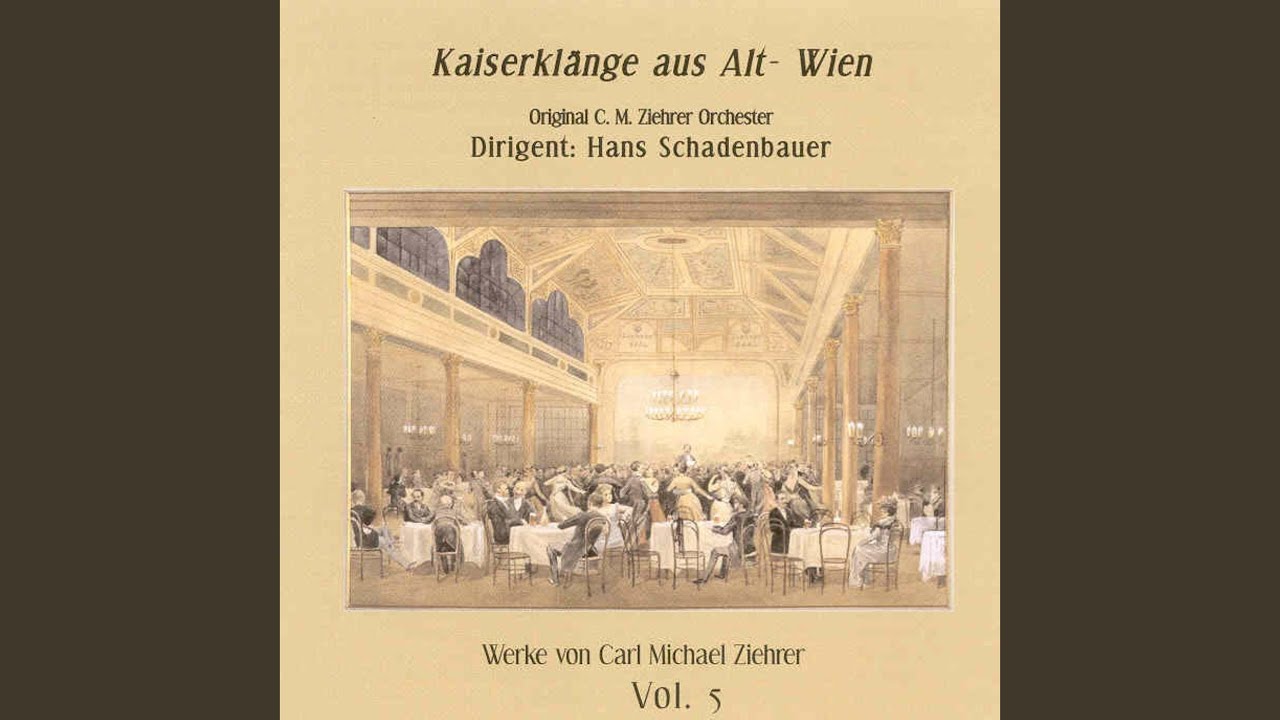 Kaiserklänge aus Alt- Wien
Original C. M. Ziehrer Orchester
Dirigent: Hans Schadenbauer
Werke von Carl Michael Ziehrer
Vol. 5